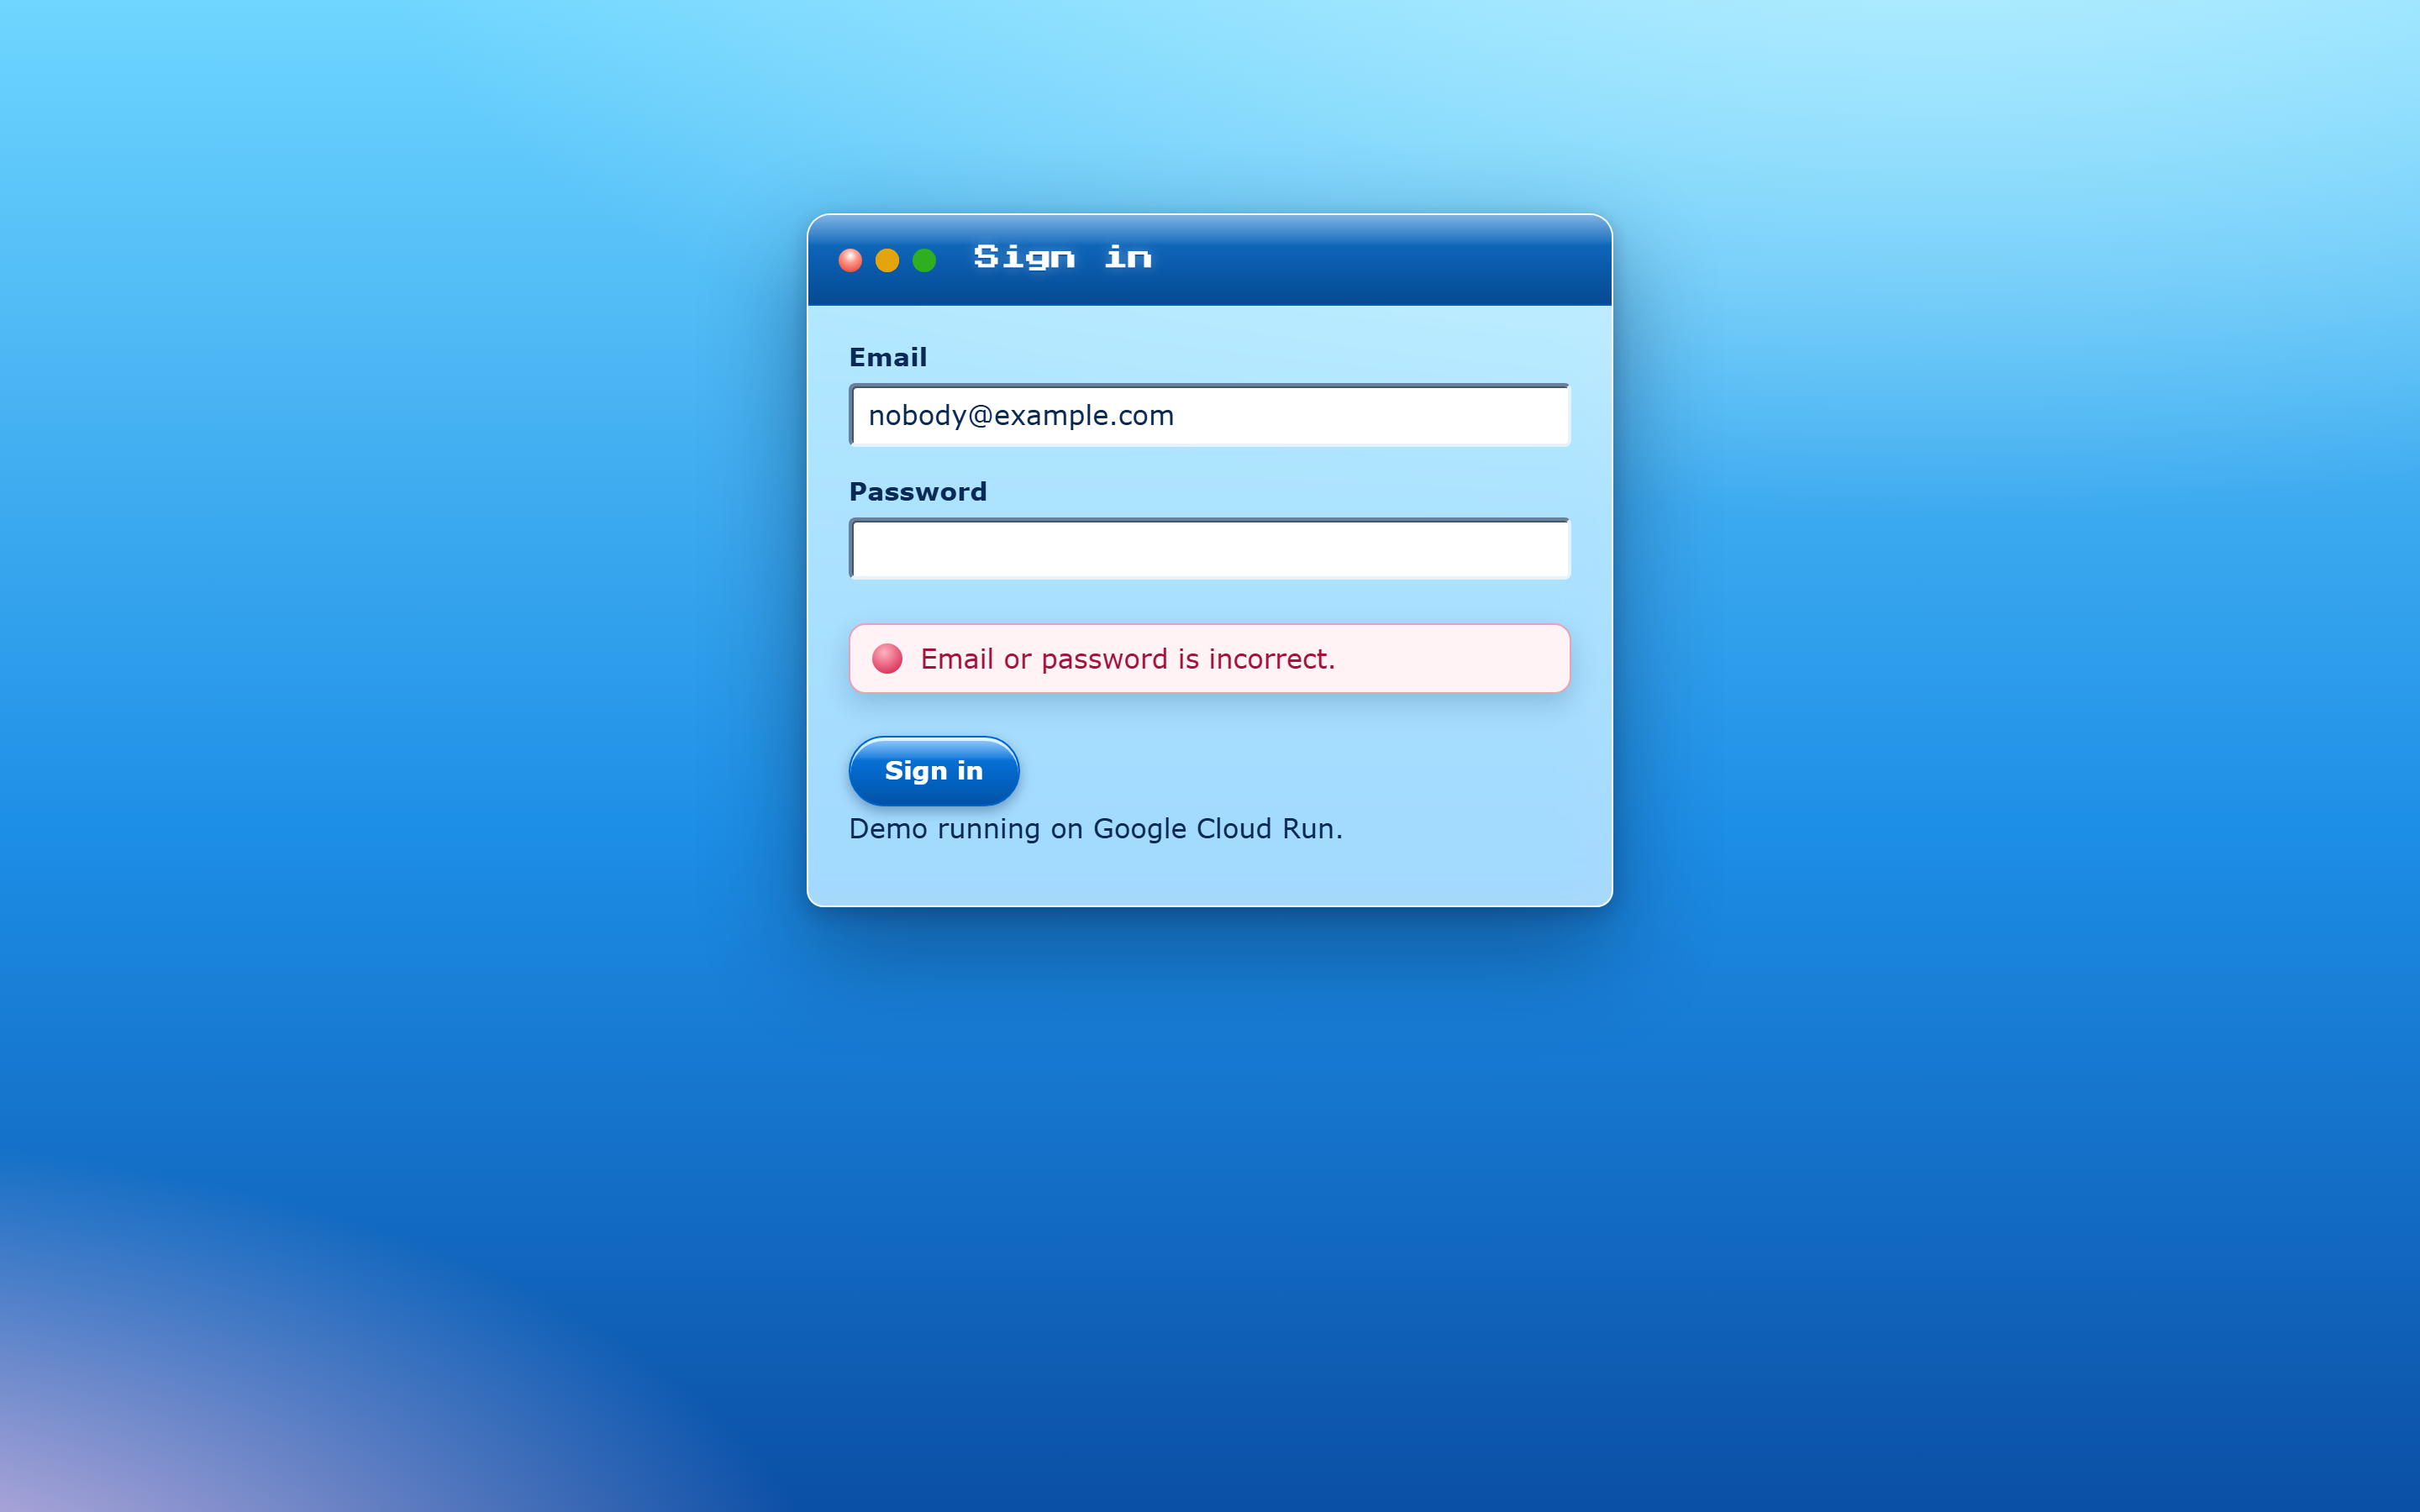 Sign in
Email
nobody@example.com
Password
Email or password is incorrect.
Sign in
Demo running on Google Cloud Run.